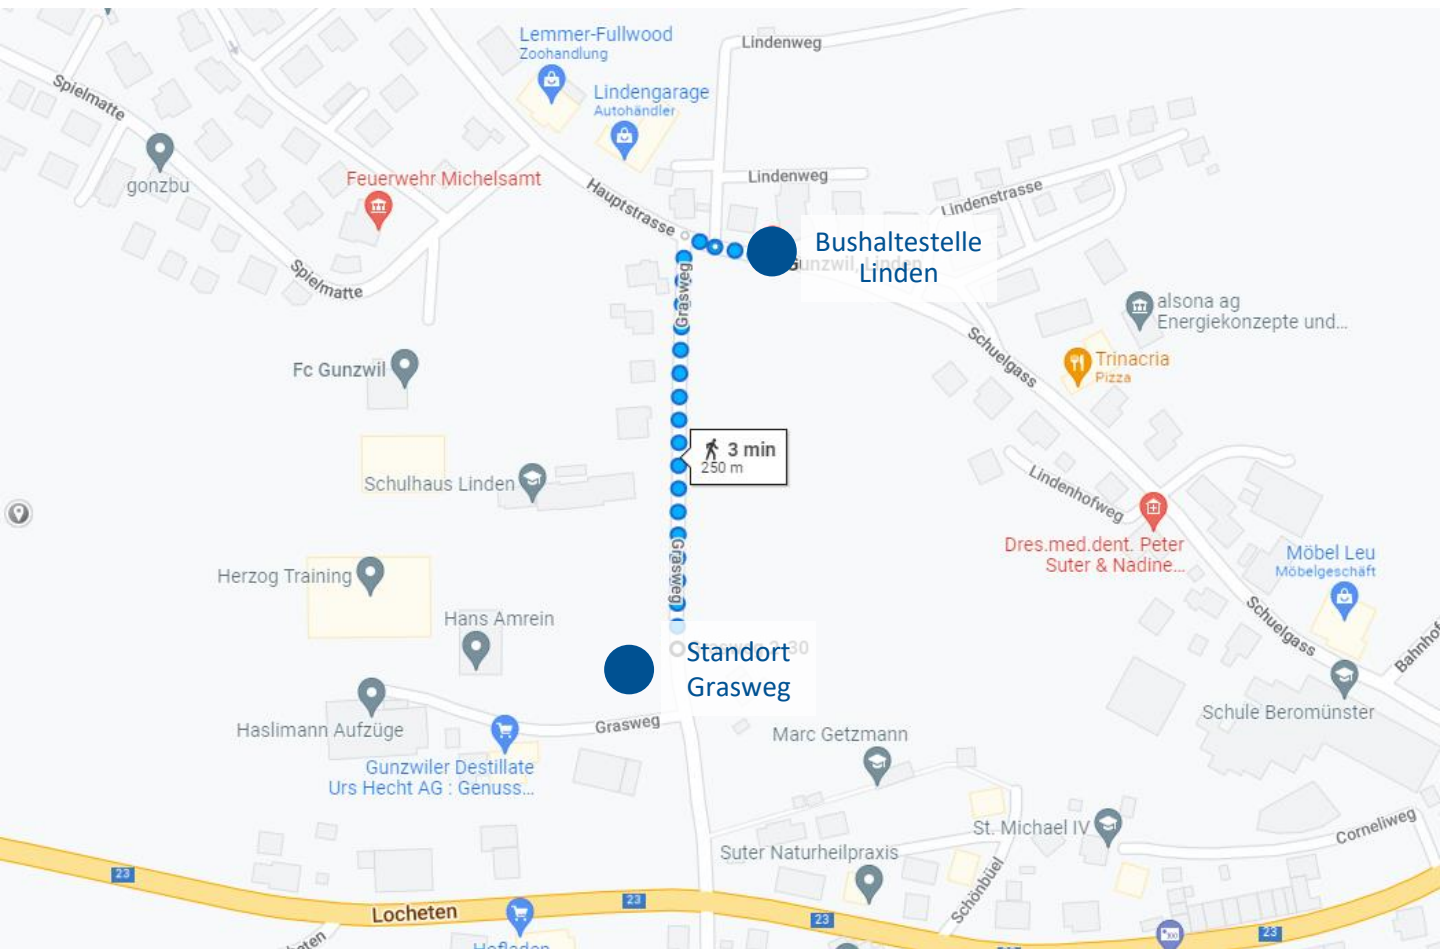 Lemmer-Fullwood
Zoohandlung
Lindenweg
Lindengarage
Autohändler
Spielmatte
gonzbu
Feuerwehr Michelsamt
Hauptstrasse
Lindenweg
Lindenstrasse
Bushaltestelle
Linden
Gunzwil, Linden
Spielmatte
Grasweg
alsona ag
Energiekonzepte und...
Schuelgass
Trinacria
Pizza
Fc Gunzwil
3 min
250 m
Schulhaus Linden
Lindenhofweg
Dres.med.dent. Peter
Suter & Nadine...
Möbel Leu
Möbelgeschäft
Herzog Training
Grasweg
Hans Amrein
Schuelgass
Standort
Grasweg
Schule Beromünster
Haslimann Aufzüge
Grasweg
Marc Getzmann
Gunzwiler Destillate
Urs Hecht AG : Genuss...
St. Michael IV
Corneliweg
Suter Naturheilpraxis
Schönbüel
23
Locheten
23
23
23